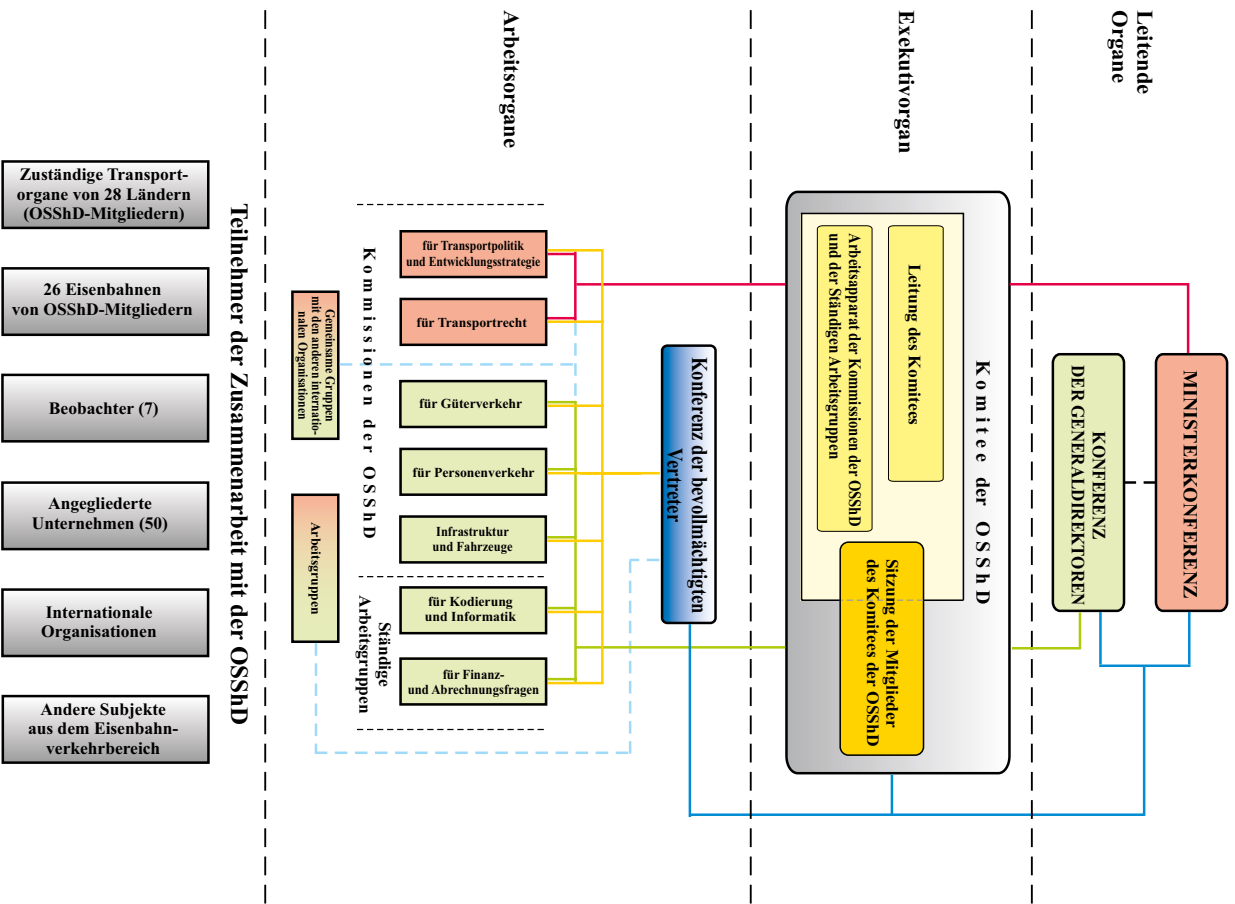 Leitende
Organe
MINISTERKONFERENZ
KONFERENZ
DER GENERALDIREKTOREN
Exekutivorgan
Komitee der OSShD
Leitung des Komitees
Arbeitsapparat der Kommissionen der OSShD
und der Ständigen Arbeitsgruppen
Sitzung der Mitglieder
des Komitees der OSShD
Arbeitsorgane
Konferenz der bevollmächtigten
Vertreter
für Transportpolitik
und Entwicklungsstrategie
für Transportrecht
für Güterverkehr
für Personenverkehr
Infrastruktur
und Fahrzeuge
für Kodierung
und Informatik
für Finanz-
und Abrechnungsfragen
Kommissionen der OSShD
Ständige
Arbeitsgruppen
Gemeinsame Gruppen
mit den anderen internatio-
nalen Organisationen
Arbeitsgruppen
Teilnehmer der Zusammenarbeit mit der OSShD
Zuständige Transport-
organe von 28 Ländern
(OSShD-Mitgliedern)
26 Eisenbahnen
von OSShD-Mitgliedern
Beobachter (7)
Angegliederte
Unternehmen (50)
Internationale
Organisationen
Andere Subjekte
aus dem Eisenbahn-
verkehrbereich